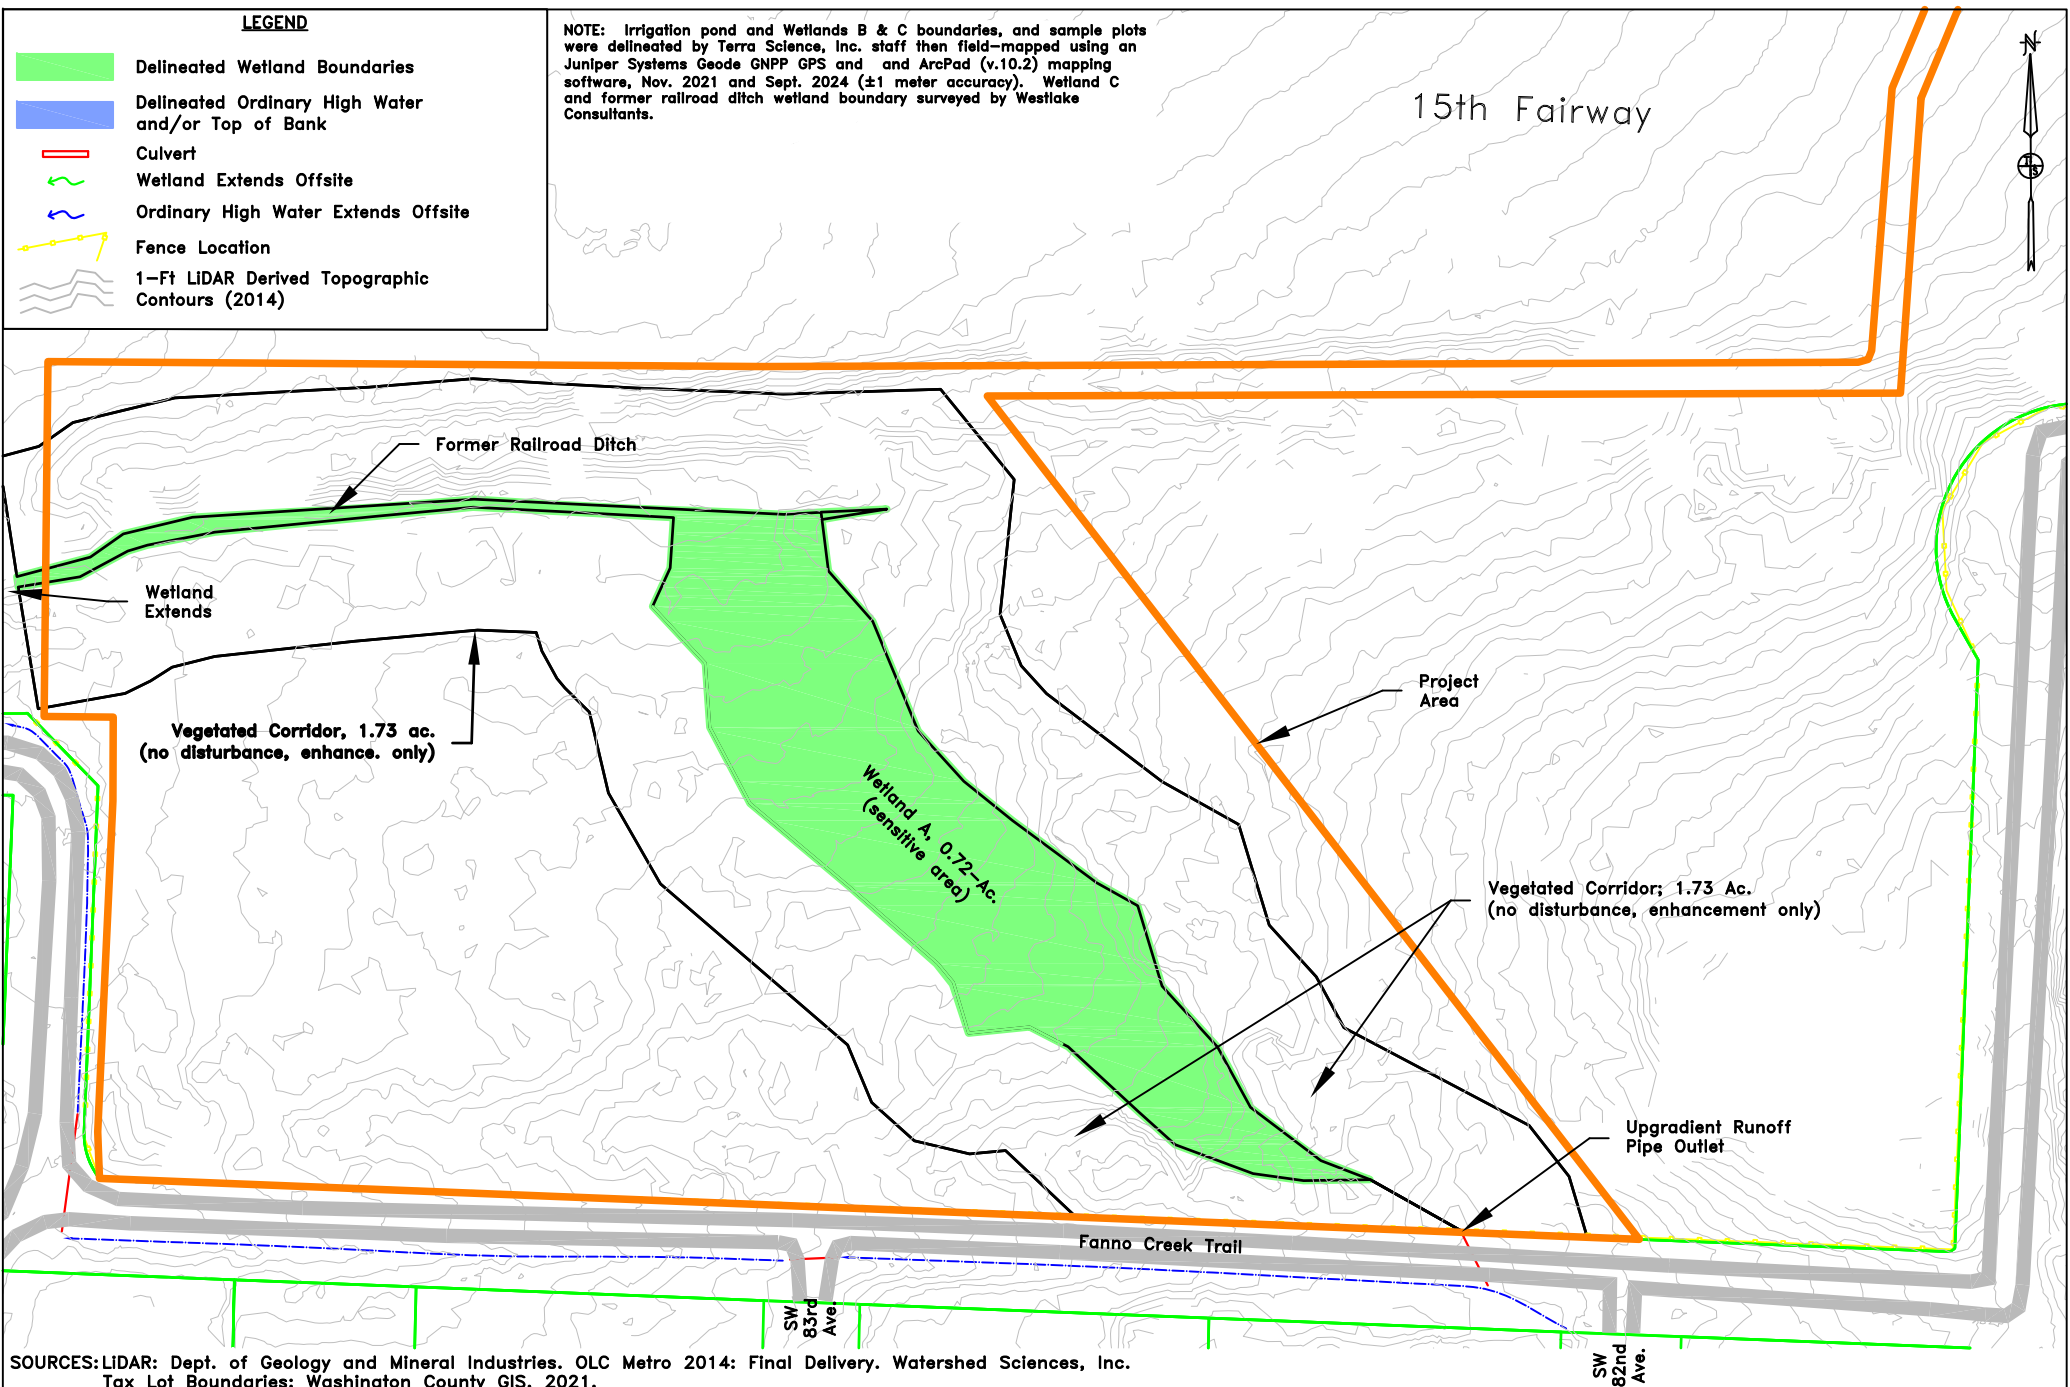 LEGEND
Delineated Wetland Boundaries
Delineated Ordinary High Water
and/or Top of Bank
Culvert
Wetland Extends Offsite
Ordinary High Water Extends Offsite
Fence Location
1-Ft LiDAR Derived Topographic
Contours (2014)
NOTE: Irrigation pond and Wetlands B & C boundaries, and sample plots
were delineated by Terra Science, Inc. staff then field-mapped using an
Juniper Systems Geode GNPP GPS and  and ArcPad (v.10.2) mapping
software, Nov. 2021 and Sept. 2024 (±1 meter accuracy). Wetland C
and former railroad ditch wetland boundary surveyed by Westlake
Consultants.
15th Fairway
N
T
S
Former Railroad Ditch
Wetland
Extends
Vegetated Corridor, 1.73 ac.
(no disturbance, enhance. only)
Wetland A, 0.72-Ac.
(sensitive area)
Project
Area
Vegetated Corridor; 1.73 Ac.
(no disturbance, enhancement only)
Upgradient Runoff
Pipe Outlet
Fanno Creek Trail
SW
83rd
Ave.
SW
82nd
Ave.
SOURCES: LiDAR: Dept. of Geology and Mineral Industries. OLC Metro 2014: Final Delivery. Watershed Sciences, Inc.
Tax Lot Boundaries: Washington County GIS, 2021.